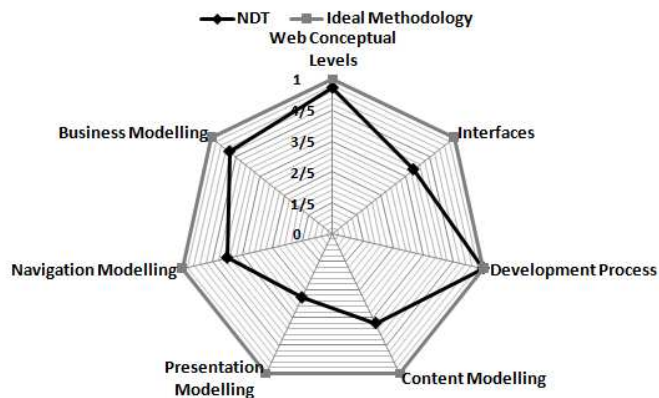 NDT Ideal Methodology
Web Conceptual
Levels
1
4/5
3/5
2/5
1/5
0
Business Modelling
Interfaces
Navigation Modelling
Development Process
Presentation
Modelling
Content Modelling